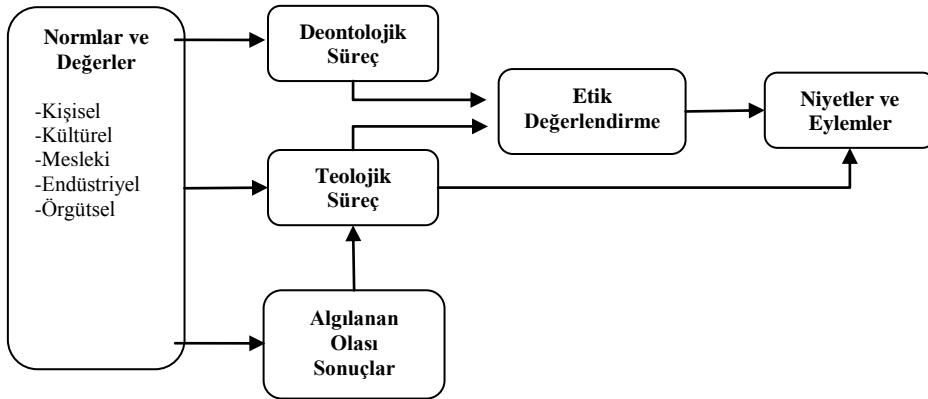 Normlar ve
Değerler
-Kişisel
-Kültürel
-Mesleki
-Endüstriyel
-Örgütsel
Deontolojik
Süreç
Teolojik
Süreç
Algılanan
Olası
Sonuçlar
Etik
Değerlendirme
Niyetler ve
Eylemler